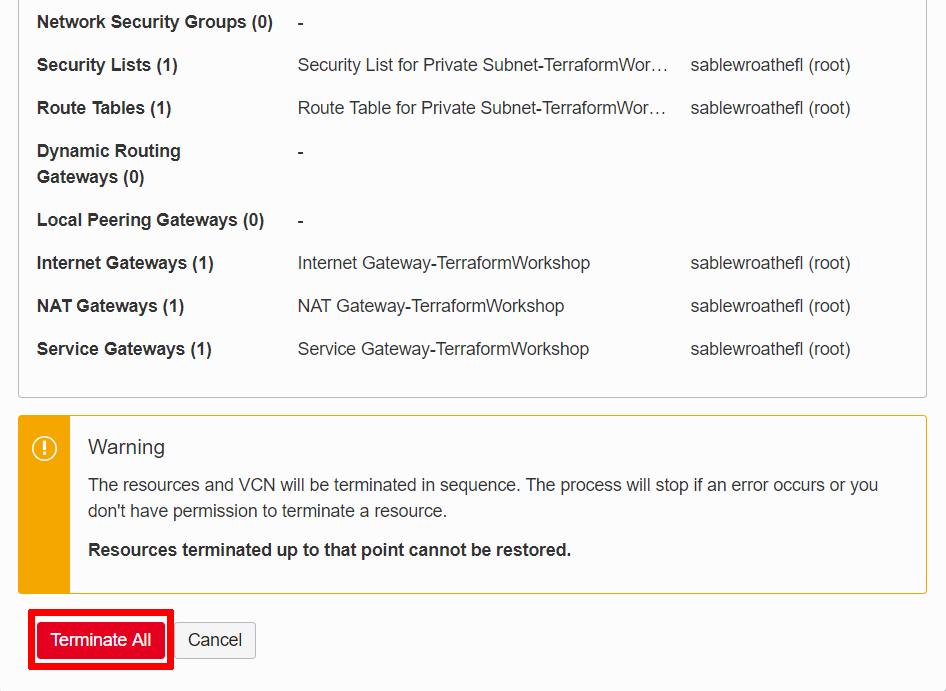 Network Security Groups (0) -
Security Lists (1) Security List for Private Subnet-TerraformWor… sablewroathefl (root)
Route Tables (1) Route Table for Private Subnet-TerraformWor… sablewroathefl (root)
Dynamic Routing -
Gateways (0)
Local Peering Gateways (0) -
Internet Gateways (1) Internet Gateway-TerraformWorkshop sablewroathefl (root)
NAT Gateways (1) NAT Gateway-TerraformWorkshop sablewroathefl (root)
Service Gateways (1) Service Gateway-TerraformWorkshop sablewroathefl (root)
Warning
The resources and VCN will be terminated in sequence. The process will stop if an error occurs or you
don't have permission to terminate a resource.
Resources terminated up to that point cannot be restored.
Terminate All Cancel